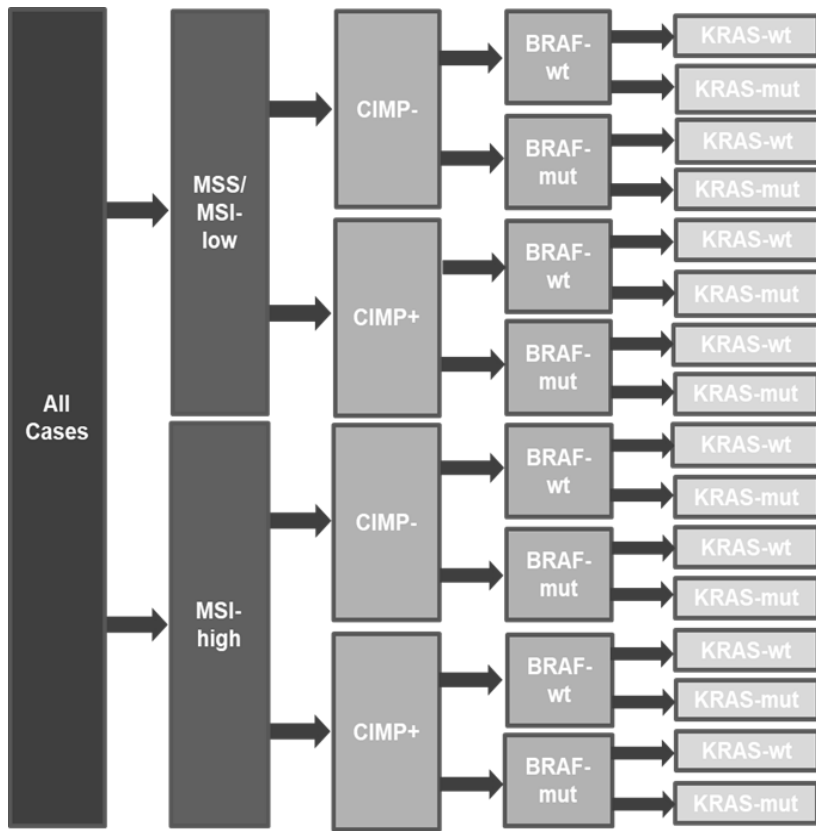 All
Cases
MSS/
MSI-
low
MSI-
high
CIMP-
CIMP+
CIMP-
CIMP+
BRAF-
wt
BRAF-
mut
BRAF-
wt
BRAF-
mut
BRAF-
wt
BRAF-
mut
BRAF-
wt
BRAF-
mut
KRAS-wt
KRAS-mut
KRAS-wt
KRAS-mut
KRAS-wt
KRAS-mut
KRAS-wt
KRAS-mut
KRAS-wt
KRAS-mut
KRAS-wt
KRAS-mut
KRAS-wt
KRAS-mut
KRAS-wt
KRAS-mut